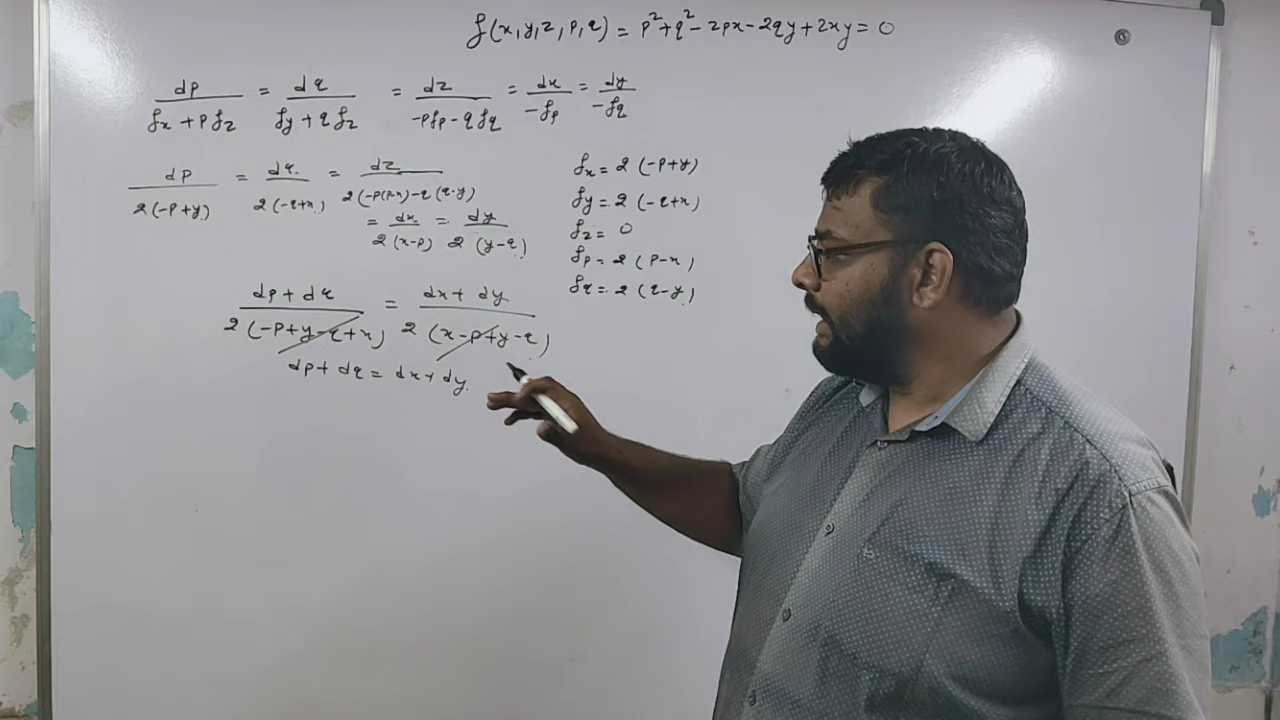 f(x,y,z,p,q) = p²+q²-2px-2qy+2xy=0
dp/(fx+pfz) = dq/(fy+qfz) = dz/(-pfp-qfq) = dx/-fp = dy/-fq
dp/2(-p+y) = dq/2(-q+x) = dz/2(-p(p-x)-q(q-y)
= dx/2(x-p) = dy/2(y-q)
fx = 2(-p+y)
fy = 2(-q+x)
fz = 0
fp = 2(p-x)
fq = 2(q-y)
dp+dq/2(-p+y-q+x) = dx+dy/2(x-p+y-q)
dp+dq = dx+dy